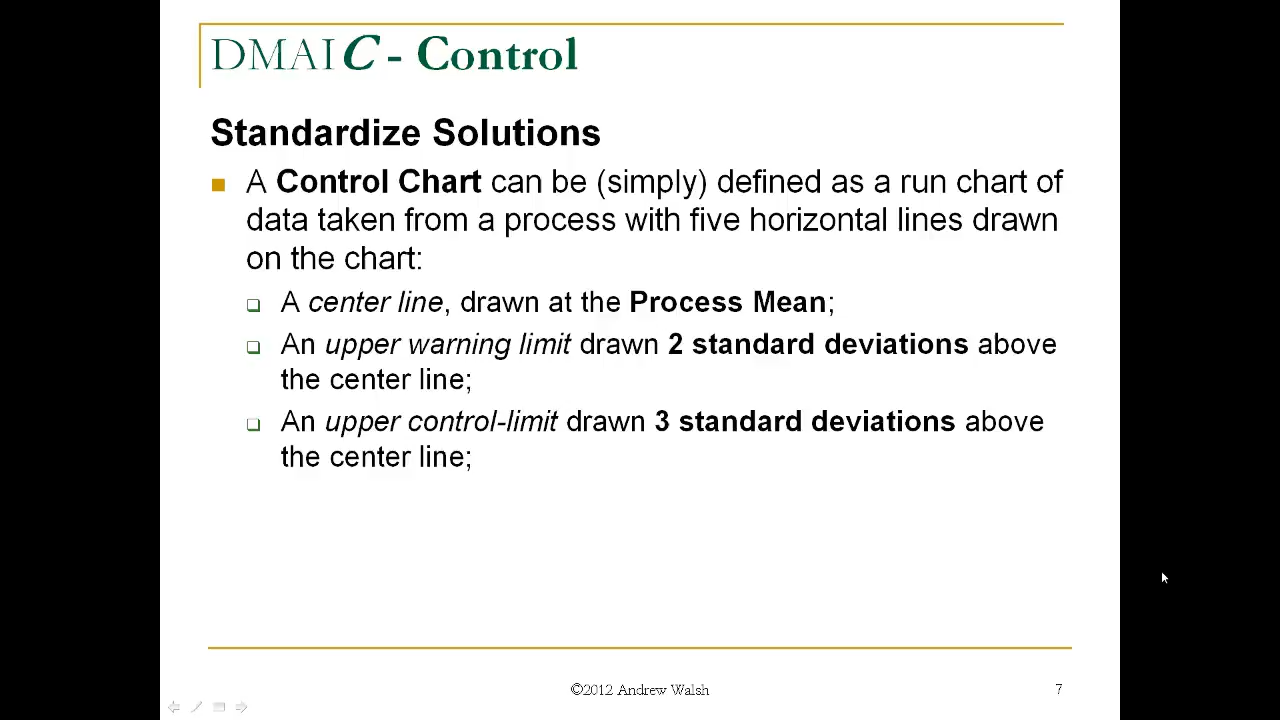 DMAIC - Control
Standardize Solutions
A Control Chart can be (simply) defined as a run chart of
data taken from a process with five horizontal lines drawn
on the chart:
A center line, drawn at the Process Mean;
An upper warning limit drawn 2 standard deviations above
the center line;
An upper control-limit drawn 3 standard deviations above
the center line;
©2012 Andrew Walsh
7